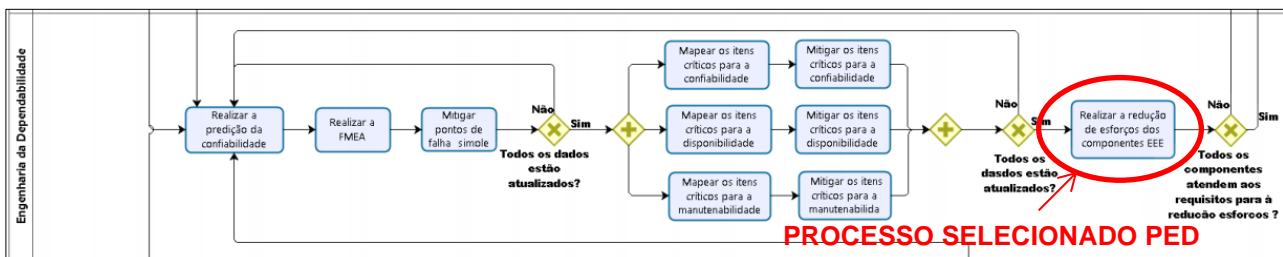 Engenharia da Dependabilidade
Realizar a
predição da
confiabilidade
Realizar a
FMEA
Mitigar
pontos de
falha simple
Não
Sim
Todos os dados
estão
atualizados?
Mapear os itens
críticos para a
confiabilidade
Mitigar os itens
críticos para a
confiabilidade
Mapear os itens
críticos para a
disponibilidade
Mitigar os itens
críticos para a
disponibilidade
Mapear os itens
críticos para a
manutenabilidade
Mitigar os itens
críticos para a
manutenabilida
Não
Sim
Todos os
dasdos estão
atualizados?
Realizar a redução
de esforços dos
componentes EEE
Não
Sim
Todos os
componentes
atendem aos
requisitos para à
redução esforços ?
PROCESSO SELECIONADO PED